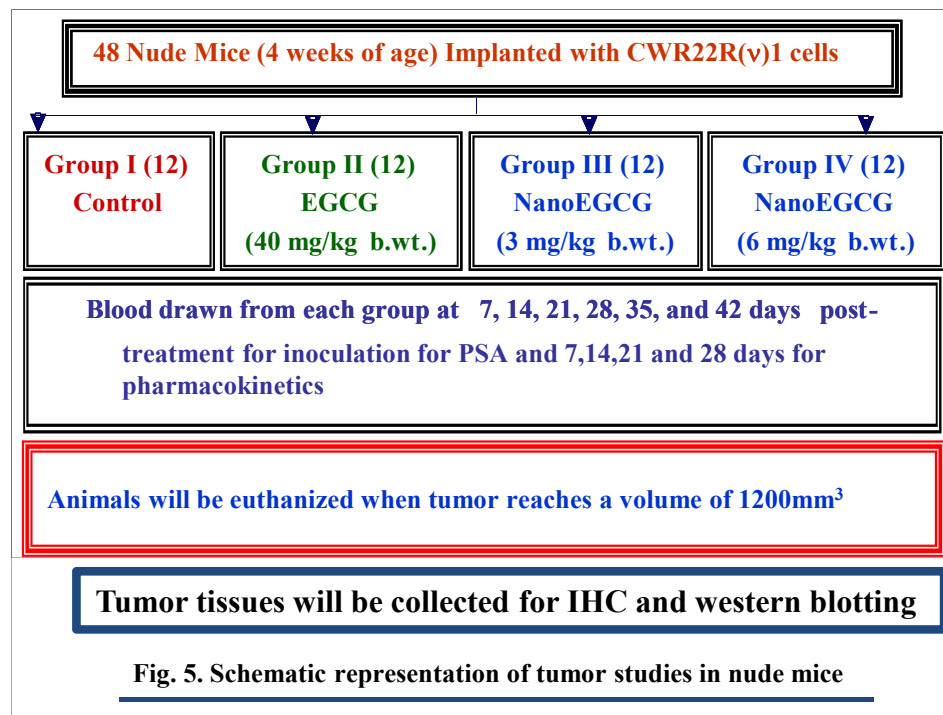 48 Nude Mice (4 weeks of age) Implanted with CWR22R(ν)1 cells
Group I (12)
Control
Group II (12)
EGCG
(40 mg/kg b.wt.)
Group III (12)
NanoEGCG
(3 mg/kg b.wt.)
Group IV (12)
NanoEGCG
(6 mg/kg b.wt.)
Blood drawn from each group at 7, 14, 21, 28, 35, and 42 days post-
treatment for inoculation for PSA and 7,14,21 and 28 days for
pharmacokinetics
Animals will be euthanized when tumor reaches a volume of 1200mm³
Tumor tissues will be collected for IHC and western blotting
Fig. 5. Schematic representation of tumor studies in nude mice